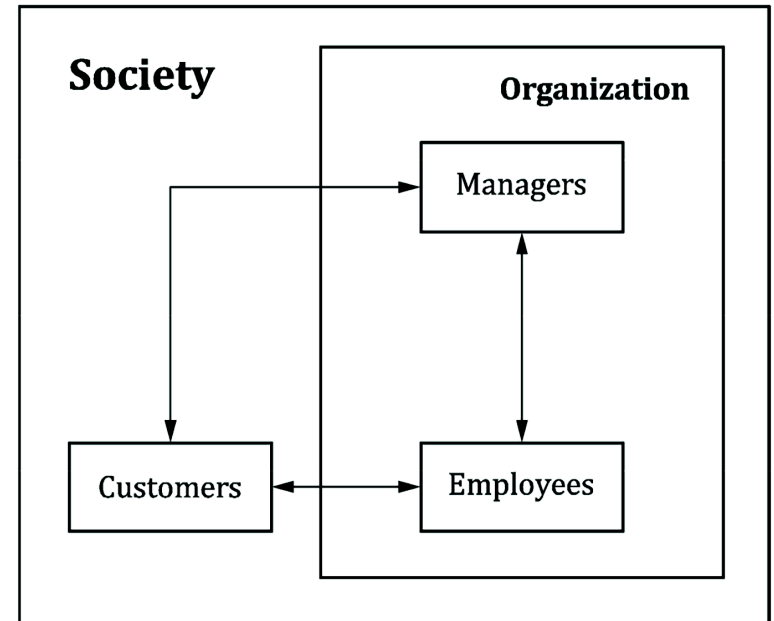 Society
Organization
Managers
Customers
Employees